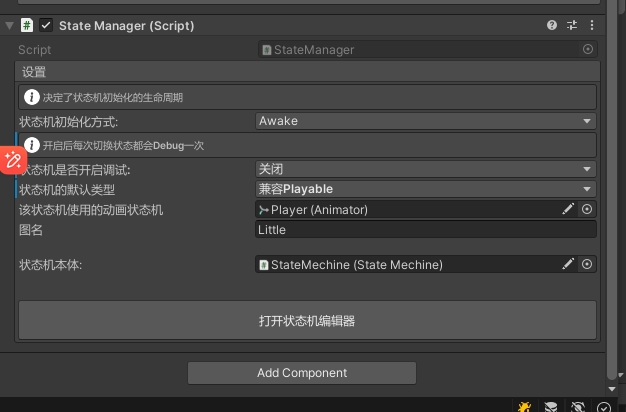 State Manager (Script)
Script
StateManager
设置
决定了状态机初始化的生命周期
状态机初始化方式:
Awake
开启后每次切换状态都会Debug一次
状态机是否开启调试:
关闭
状态机的默认类型
兼容Playable
该状态机使用的动画状态机
Player (Animator)
图名
Little
状态机本体:
StateMechine (State Mechine)
打开状态机编辑器
Add Component